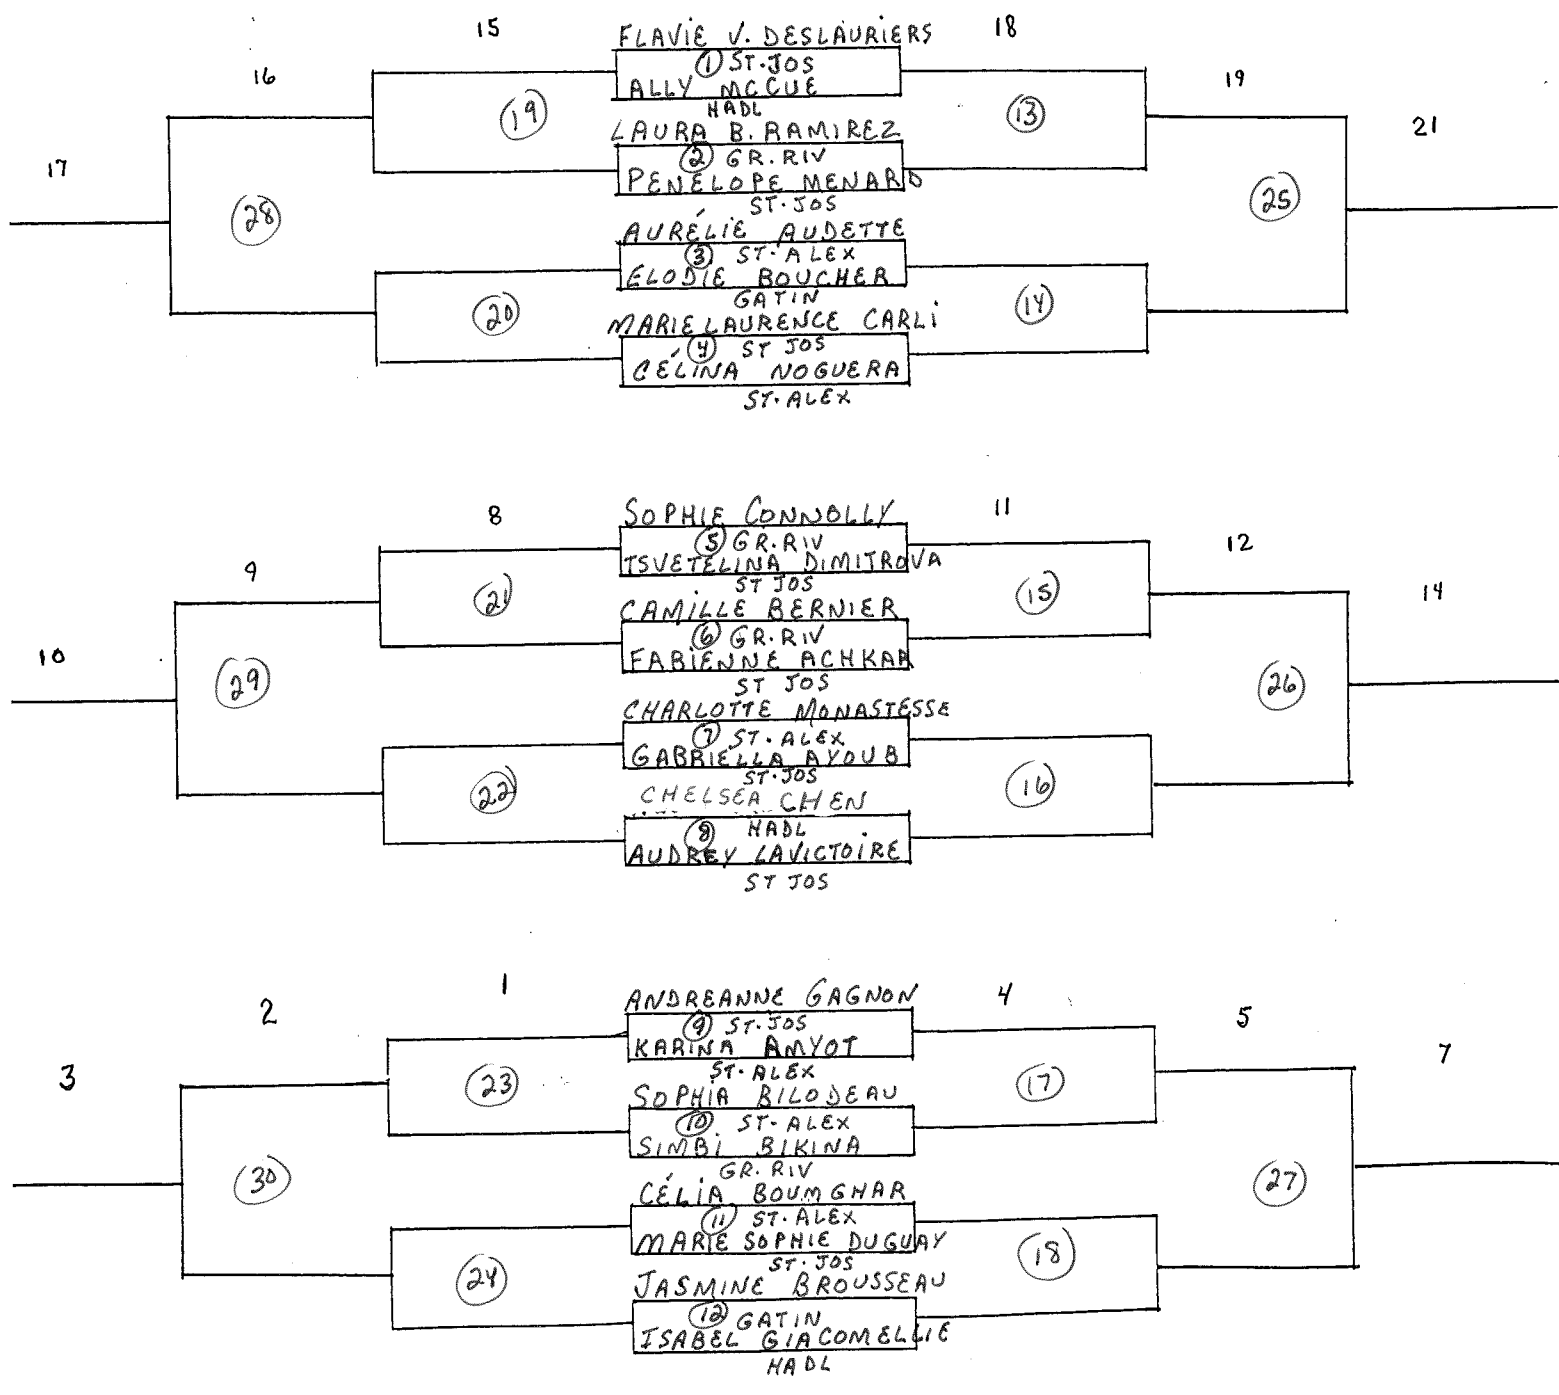 15
FLAVIE V. DESLAURIERS
18
16
① ST-JOS
19
ALLY MCCUE
⑲
HADL
⑬
21
LAURA B. RAMIREZ
17
② GR. RIV
PENELOPE MENARD
㉘
ST-JOS
㉕
AURÉLIE AUDETTE
③ ST-ALEX
ELODIE BOUCHER
⑳
GATIN
⑭
MARIE LAURENCE CARLI
④ ST JOS
CÉLINA NOGUERA
ST-ALEX
8
SOPHIE CONNOLLY
11
⑤ GR. RIV
12
TSVETELINA DIMITROVA
9
ST JOS
14
㉑
CAMILLE BERNIER
⑮
⑥ GR. RIV
10
FABIENNE ACHKAR
㉙
ST JOS
㉖
CHARLOTTE MONASTESSE
⑦ ST-ALEX
GABRIELLA AYOUB
ST-JOS
㉒
CHELSEA CHEN
⑯
⑧ HADL
AUDREY LAVICTOIRE
ST JOS
1
ANDREANNE GAGNON
4
2
⑨ ST-JOS
5
KARINA AMYOT
7
3
ST-ALEX
㉓
SOPHIA BILODEAU
⑰
⑩ ST-ALEX
SIMBI BIKINA
㉚
GR. RIV
㉗
CÉLIA BOUMGHAR
⑪ ST-ALEX
MARIE SOPHIE DUGUAY
ST-JOS
⑱
㉔
JASMINE BROUSSEAU
⑫ GATIN
ISABEL GIACOMELLIE
HADL